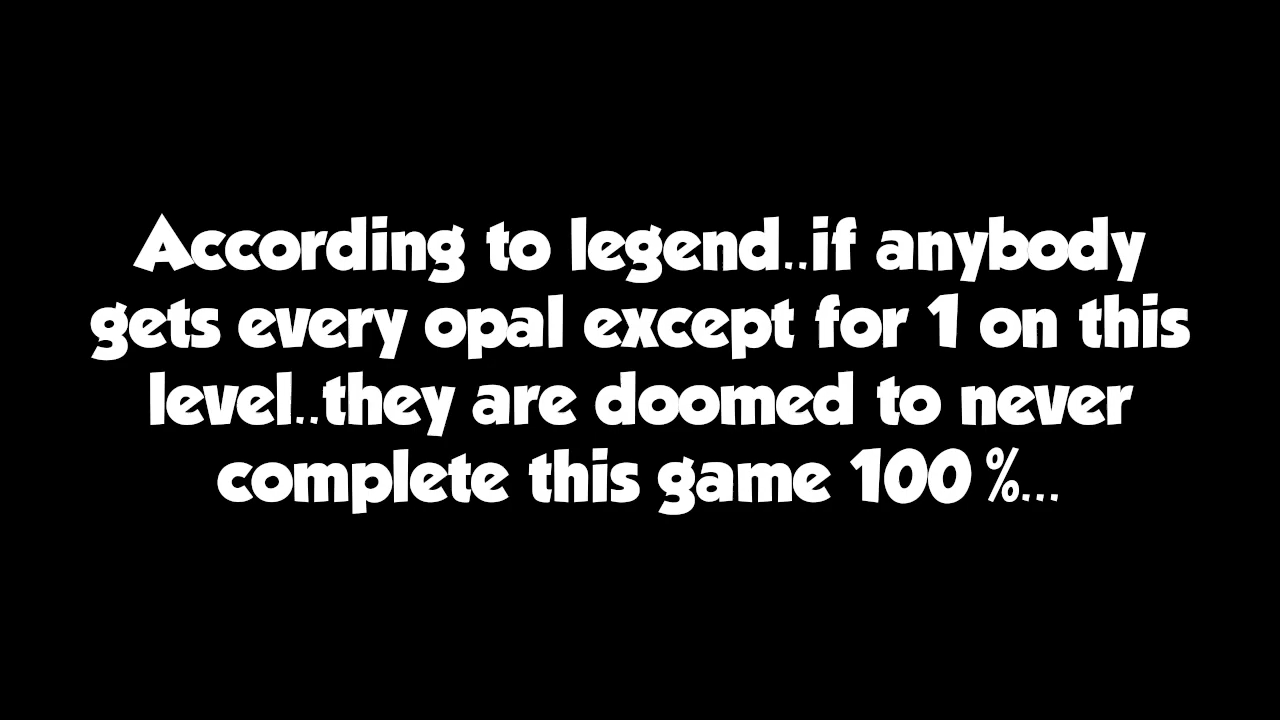 According to legend..if anybody
gets every opal except for 1 on this
level..they are doomed to never
complete this game 100%...